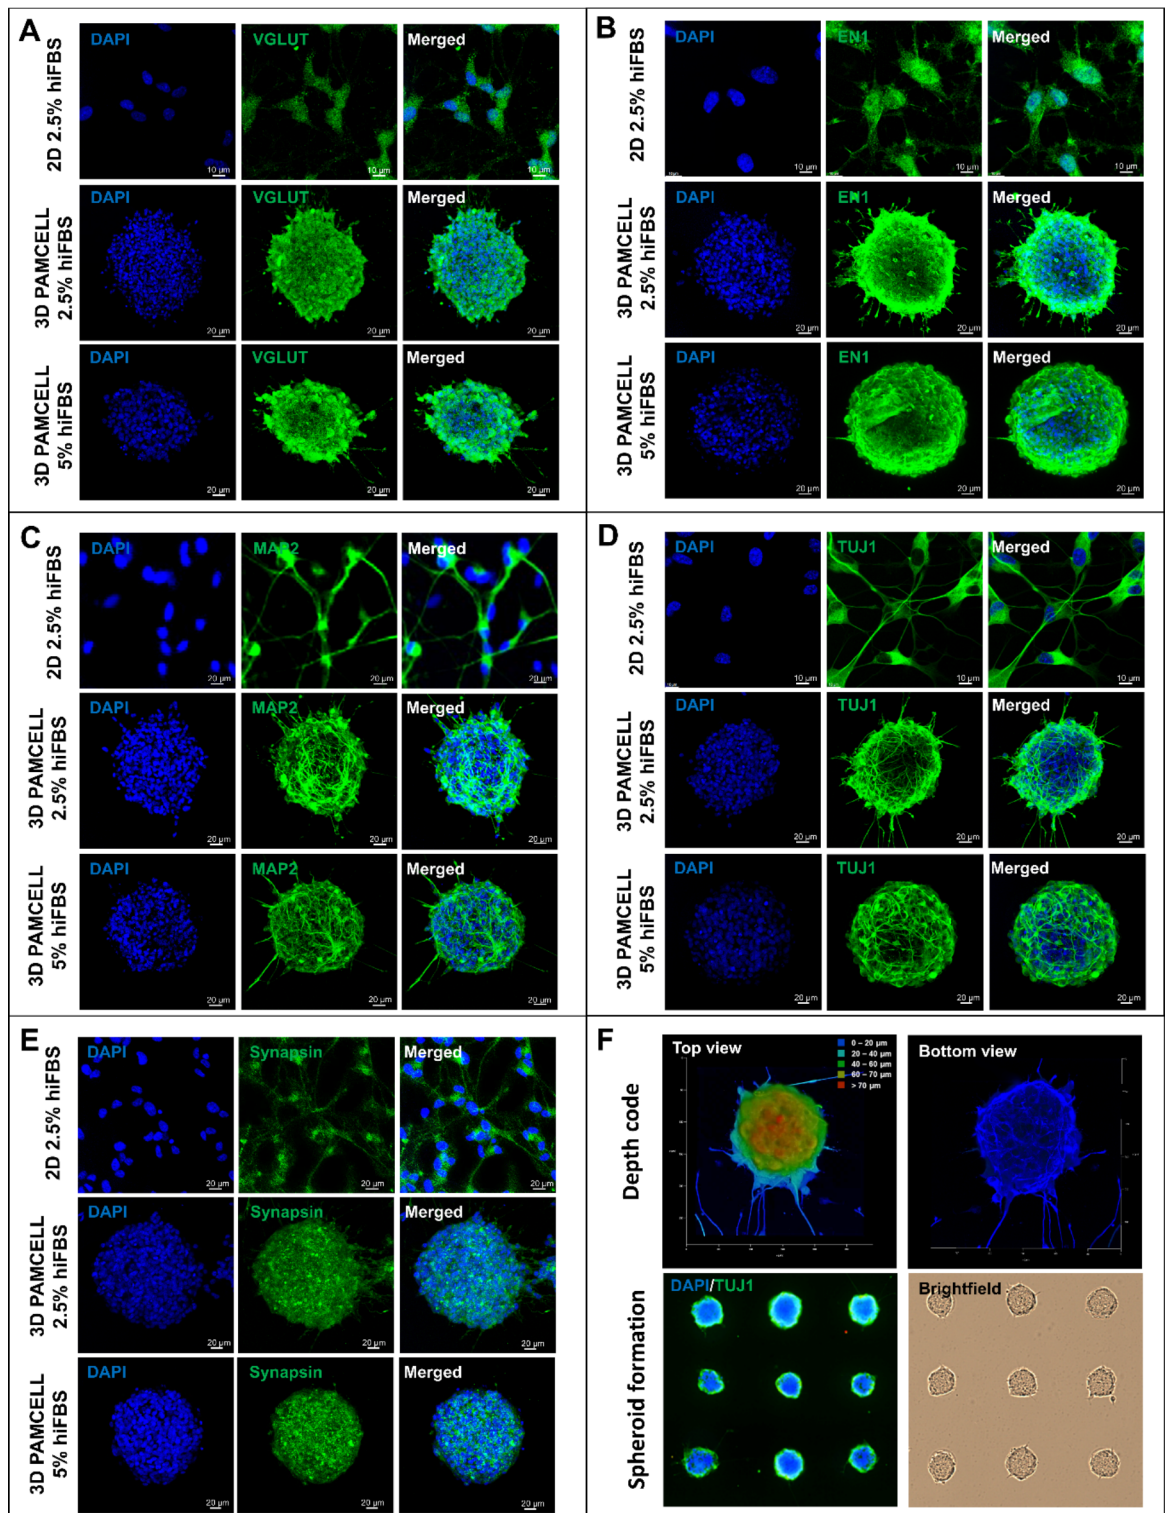 A
2D 2.5% hiFBS
DAPI
VGLUT
Merged
10 µm
10 µm
10 µm
3D PAMCELL
2.5% hiFBS
DAPI
VGLUT
Merged
20 µm
20 µm
20 µm
3D PAMCELL
5% hiFBS
DAPI
VGLUT
Merged
20 µm
20 µm
20 µm
B
2D 2.5% hiFBS
DAPI
EN1
Merged
10 µm
10 µm
10 µm
3D PAMCELL
2.5% hiFBS
DAPI
EN1
Merged
20 µm
20 µm
20 µm
3D PAMCELL
5% hiFBS
DAPI
EN1
Merged
20 µm
20 µm
20 µm
C
2D 2.5% hiFBS
DAPI
MAP2
Merged
20 µm
20 µm
20 µm
3D PAMCELL
2.5% hiFBS
DAPI
MAP2
Merged
20 µm
20 µm
20 µm
3D PAMCELL
5% hiFBS
DAPI
MAP2
Merged
20 µm
20 µm
20 µm
D
2D 2.5% hiFBS
DAPI
TUJ1
Merged
10 µm
10 µm
10 µm
3D PAMCELL
2.5% hiFBS
DAPI
TUJ1
Merged
20 µm
20 µm
20 µm
3D PAMCELL
5% hiFBS
DAPI
TUJ1
Merged
20 µm
20 µm
20 µm
E
2D 2.5% hiFBS
DAPI
Synapsin
Merged
20 µm
20 µm
20 µm
3D PAMCELL
2.5% hiFBS
DAPI
Synapsin
Merged
20 µm
20 µm
20 µm
3D PAMCELL
5% hiFBS
DAPI
Synapsin
Merged
20 µm
20 µm
20 µm
F
Depth code
Top view
0 – 20 µm
20 – 40 µm
40 – 60 µm
60 – 70 µm
> 70 µm
Bottom view
Spheroid formation
DAPI/TUJ1
Brightfield